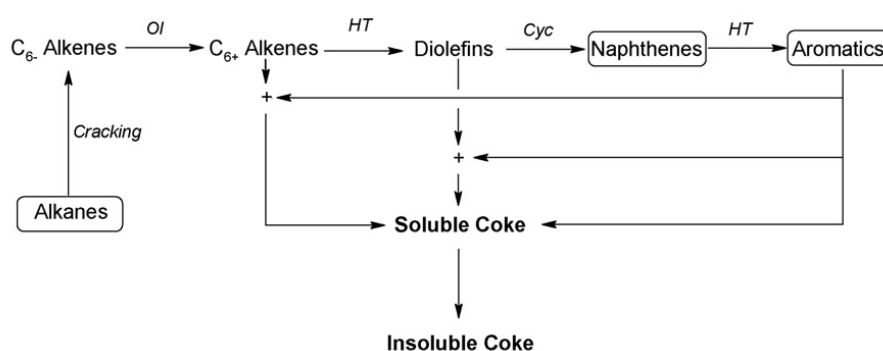 OI HT Cyc HT
C6- Alkenes C6+ Alkenes Diolefins Naphthenes Aromatics
+
Cracking
+
Alkanes
Soluble Coke
Insoluble Coke